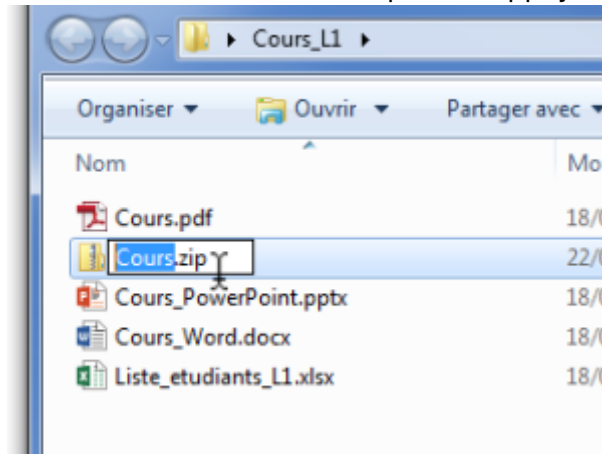 Cours_L1
Organiser Ouvrir Partager avec
Nom Mo
Cours.pdf 18/
Cours.zip 22/
Cours_PowerPoint.pptx 18/
Cours_Word.docx 18/
Liste_etudiants_L1.xlsx 18/